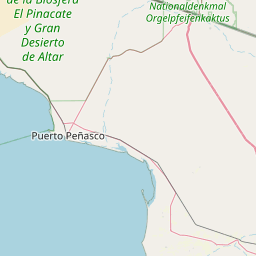 de la Biosfera
El Pinacate
y Gran
Desierto
de Altar
Nationaldenkmal
Orgelpfeifenkaktus
Puerto Peñasco